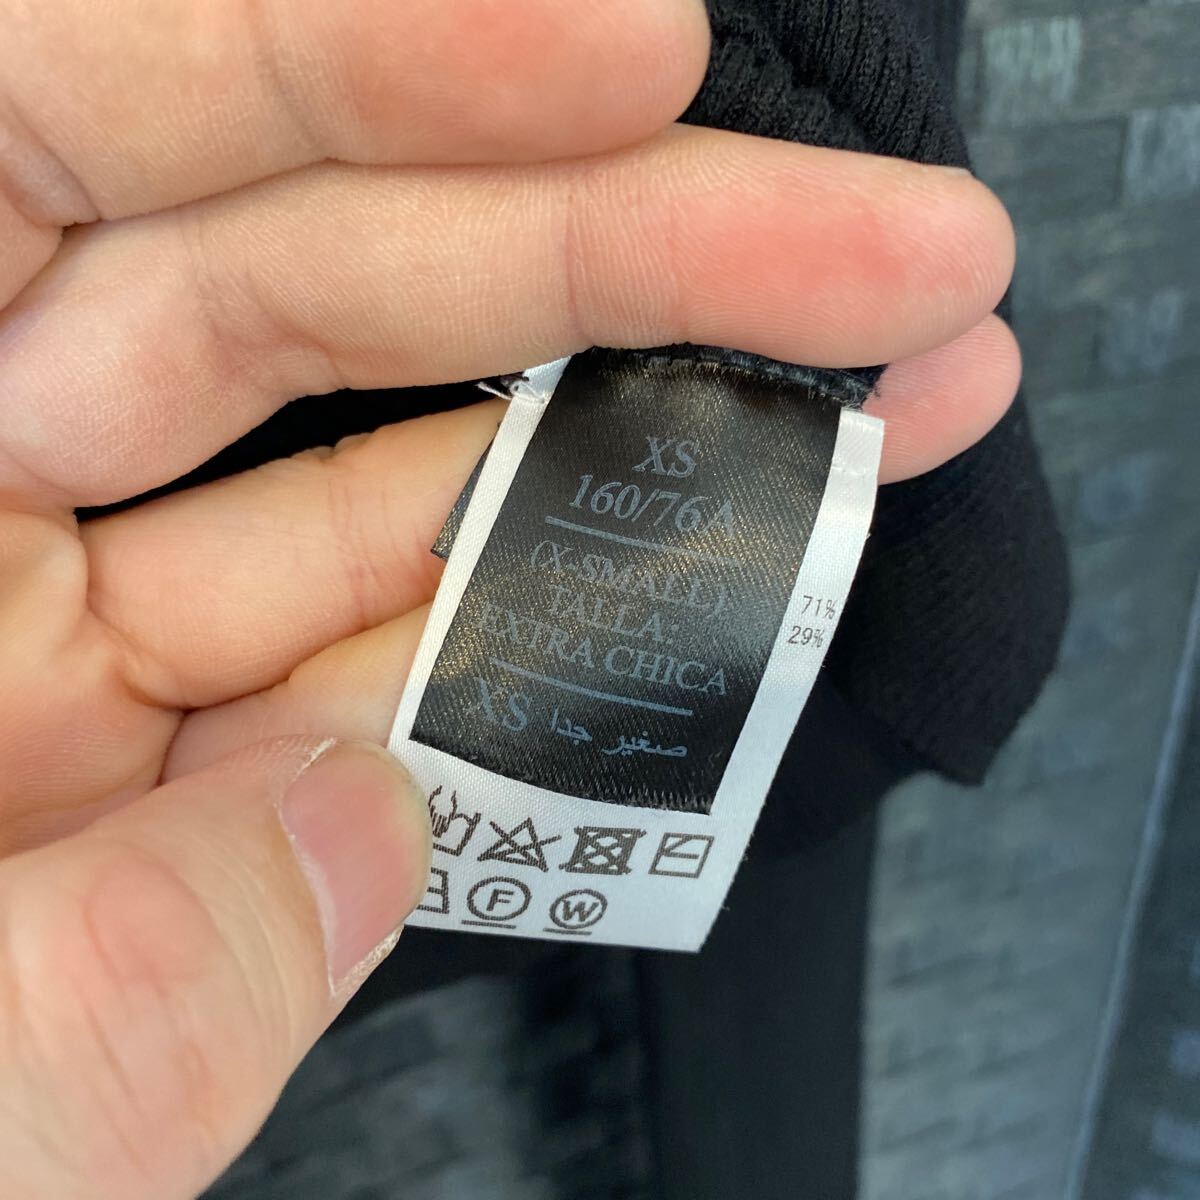 XS
160/76A
(X-SMALL)
TALLA:
EXTRA CHICA
XS صغير جدا
71%
29%
F
W